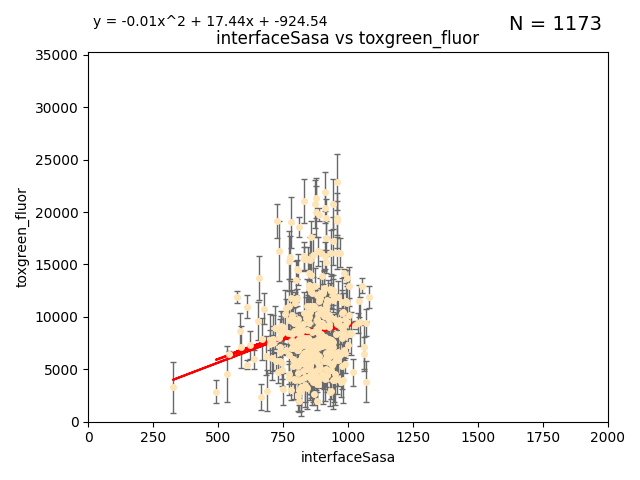 y = -0.01x^2 + 17.44x + -924.54
N = 1173
interfaceSasa vs toxgreen_fluor
35000
30000
25000
20000
15000
10000
5000
0
toxgreen_fluor
0 250 500 750 1000 1250 1500 1750 2000
interfaceSasa